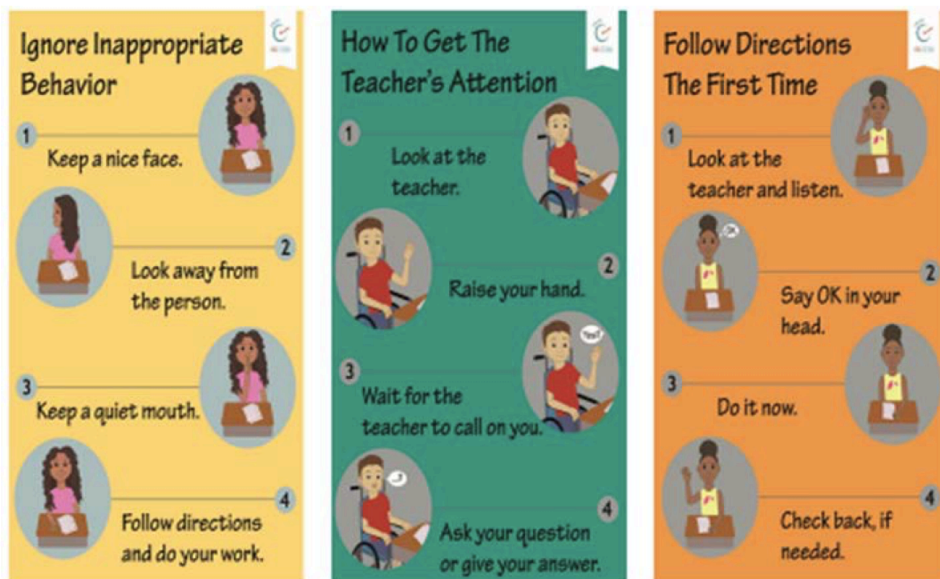 Ignore Inappropriate
Behavior
1
Keep a nice face.
2
Look away from
the person.
3
Keep a quiet mouth.
4
Follow directions
and do your work.
How To Get The
Teacher's Attention
1
Look at the
teacher.
2
Raise your hand.
3
Wait for the
teacher to call on you.
4
Ask your question
or give your answer.
Follow Directions
The First Time
1
Look at the
teacher and listen.
OK
2
Say OK in your
head.
3
Do it now.
4
Check back, if
needed.